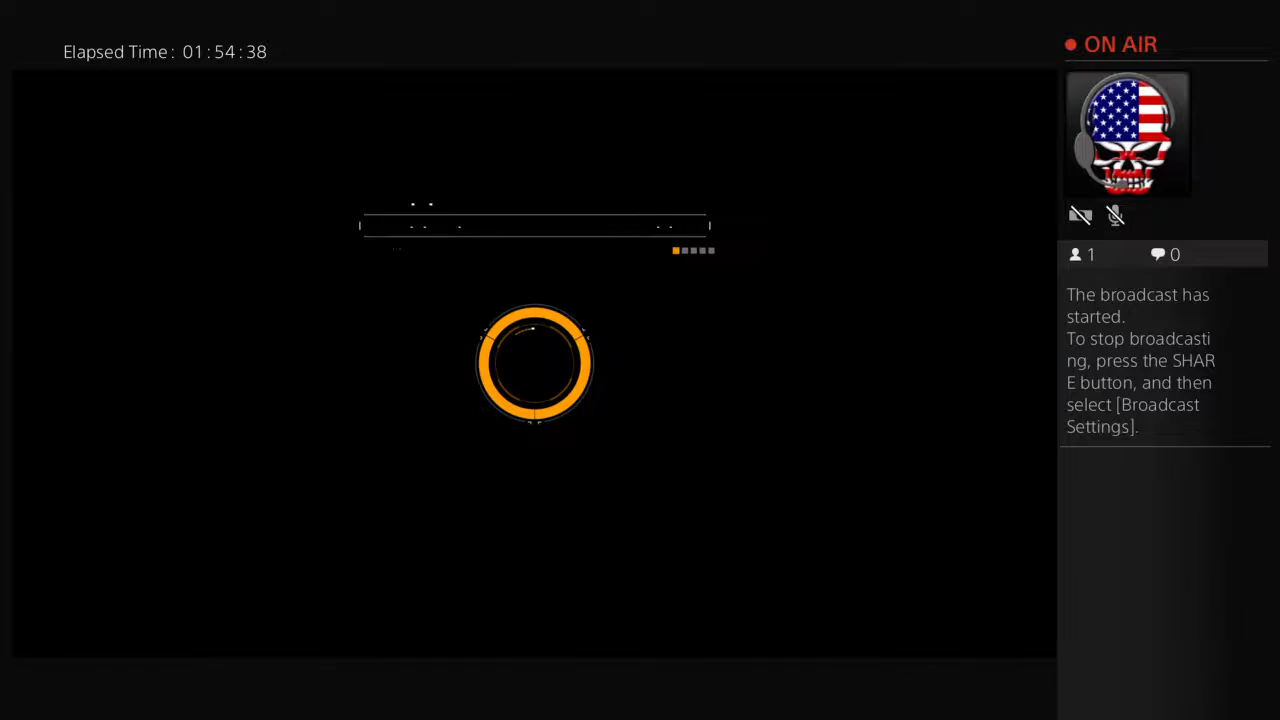 Elapsed Time: 01:54:38
ON AIR
1
0
The broadcast has
started.
To stop broadcasti
ng, press the SHAR
E button, and then
select [Broadcast
Settings].